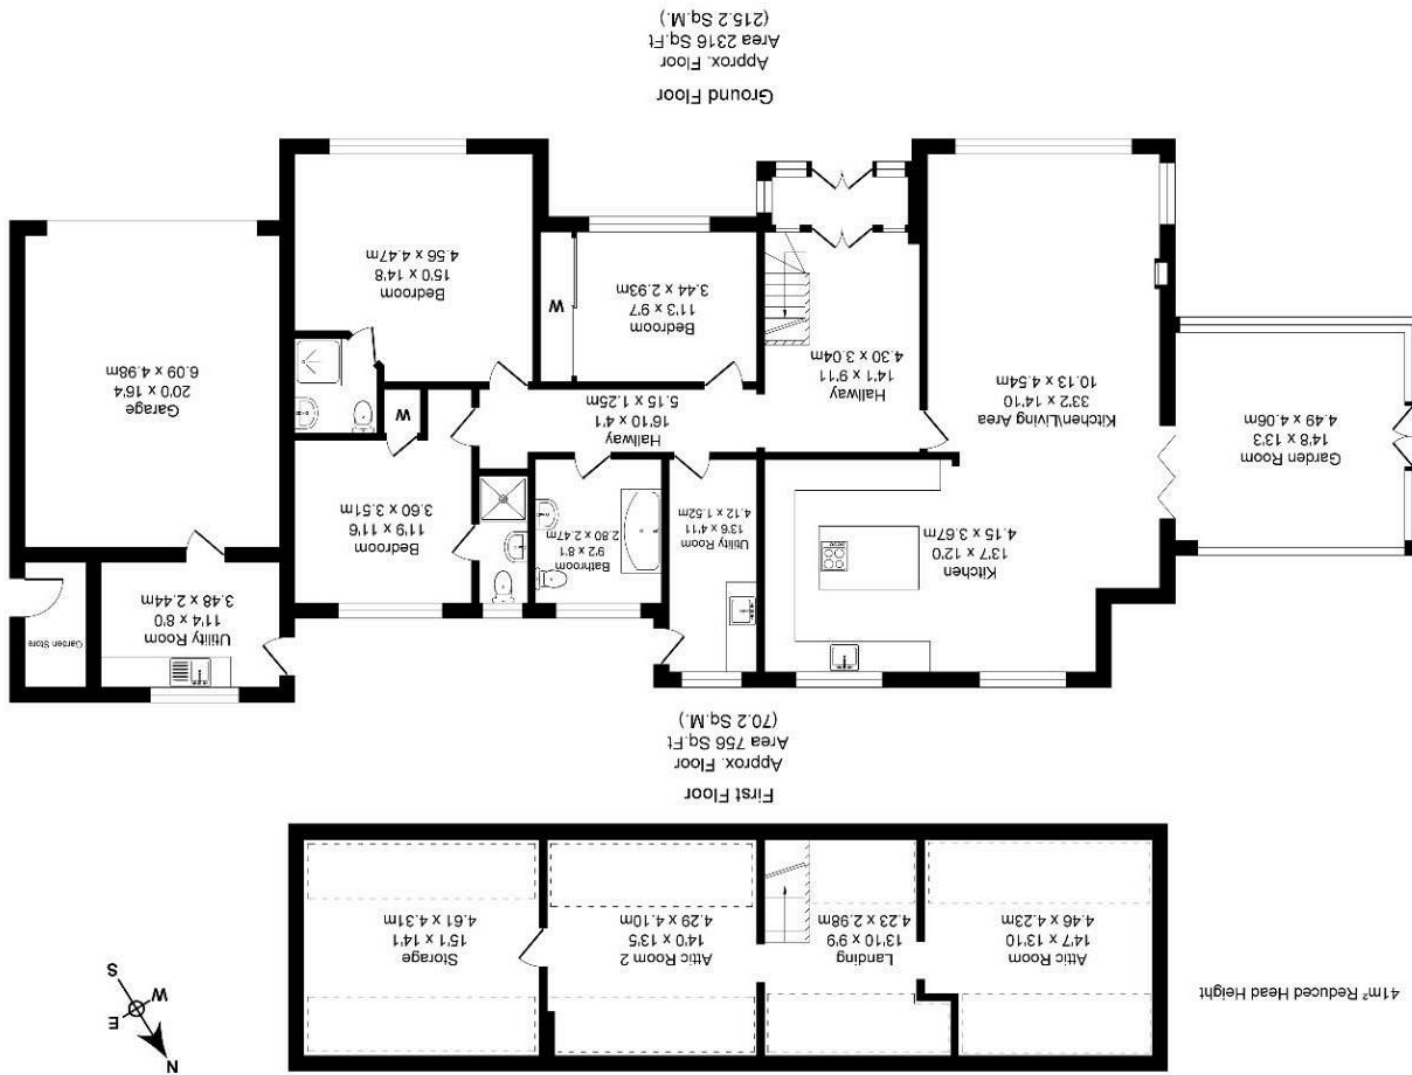 N
E
W
S
41m² Reduced Head Height
Attic Room
14'7 x 13'10
4.46 x 4.23m
Landing
13'10 x 9'9
4.23 x 2.98m
Attic Room 2
14'0 x 13'5
4.29 x 4.10m
Storage
15'1 x 14'1
4.61 x 4.31m
First Floor
Approx. Floor
Area 756 Sq.Ft
(70.2 Sq.M.)
Garden Room
14'8 x 13'3
4.49 x 4.06m
Kitchen
13'7 x 12'0
4.15 x 3.67m
Kitchen\Living Area
33'2 x 14'10
10.13 x 4.54m
Utility Room
13'6 x 4'11
4.12 x 1.52m
Bathroom
9'2 x 8'1
2.80 x 2.47m
Bedroom
11'9 x 11'6
3.60 x 3.51m
Utility Room
11'4 x 8'0
3.48 x 2.44m
Garden Store
Hallway
14'1 x 9'11
4.30 x 3.04m
Hallway
16'10 x 4'1
5.15 x 1.25m
W
Garage
20'0 x 16'4
6.09 x 4.98m
Bedroom
11'3 x 9'7
3.44 x 2.93m
W
Bedroom
15'0 x 14'8
4.56 x 4.47m
Ground Floor
Approx. Floor
Area 2316 Sq.Ft
(215.2 Sq.M.)